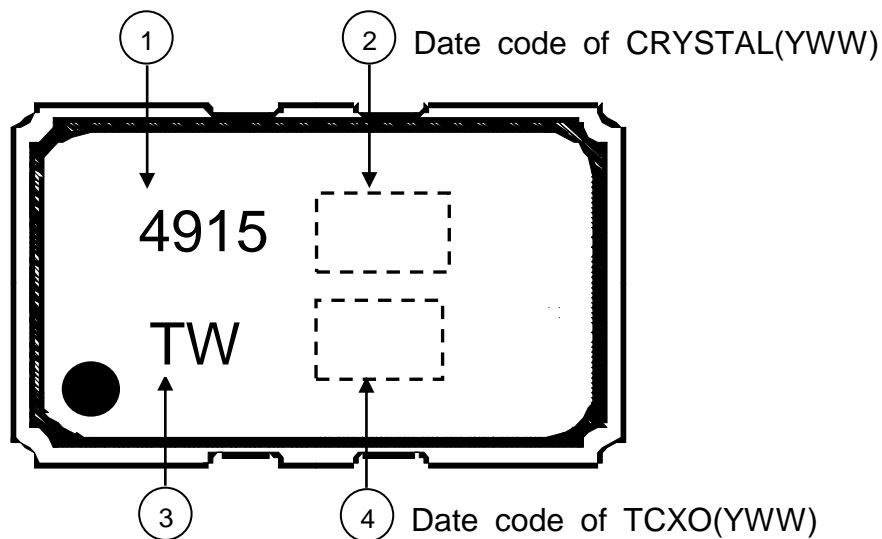 1
2 Date code of CRYSTAL(YWW)
4915
TW
3
4 Date code of TCXO(YWW)